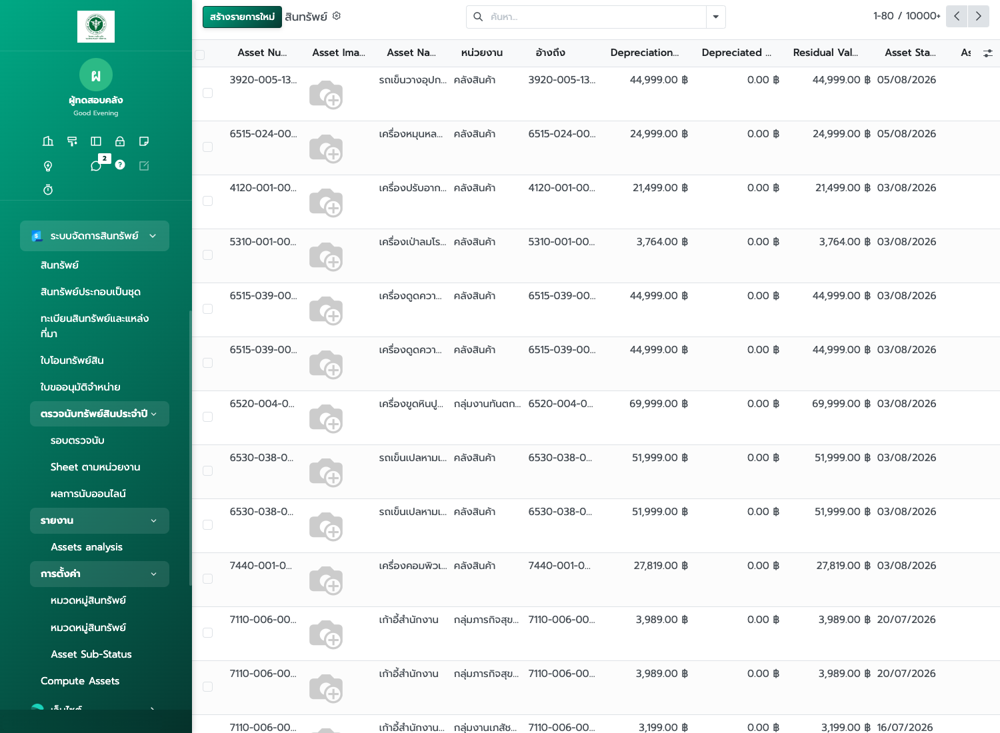 สร้างรายการใหม่ สินทรัพย์
ค้นหา...
1-80 / 10000+
ผ
ผู้ทดสอบคลัง
Good Evening
2
ระบบจัดการสินทรัพย์
สินทรัพย์
สินทรัพย์ประกอบเป็นชุด
ทะเบียนสินทรัพย์และแหล่ง
ที่มา
ใบโอนทรัพย์สิน
ใบขออนุมัติจำหน่าย
ตรวจนับทรัพย์สินประจำปี
รอบตรวจนับ
Sheet ตามหน่วยงาน
ผลการนับออนไลน์
รายงาน
Assets analysis
การตั้งค่า
หมวดหมู่สินทรัพย์
หมวดหมู่สินทรัพย์
Asset Sub-Status
Compute Assets
เว็บไซต์
Asset Nu... Asset Ima... Asset Na... หน่วยงาน อ้างถึง Depreciation... Depreciated ... Residual Val... Asset Sta... As
3920-005-13... รถเข็นวางอุปก... คลังสินค้า 3920-005-13... 44,999.00 ฿ 0.00 ฿ 44,999.00 ฿ 05/08/2026
6515-024-00... เครื่องหมุนหล... คลังสินค้า 6515-024-00... 24,999.00 ฿ 0.00 ฿ 24,999.00 ฿ 05/08/2026
4120-001-00... เครื่องปรับอาก... คลังสินค้า 4120-001-00... 21,499.00 ฿ 0.00 ฿ 21,499.00 ฿ 03/08/2026
5310-001-00... เครื่องเป่าลมโร... คลังสินค้า 5310-001-00... 3,764.00 ฿ 0.00 ฿ 3,764.00 ฿ 03/08/2026
6515-039-00... เครื่องดูดควา... คลังสินค้า 6515-039-00... 44,999.00 ฿ 0.00 ฿ 44,999.00 ฿ 03/08/2026
6515-039-00... เครื่องดูดควา... คลังสินค้า 6515-039-00... 44,999.00 ฿ 0.00 ฿ 44,999.00 ฿ 03/08/2026
6520-004-0... เครื่องขูดหินปู... กลุ่มงานทันตก... 6520-004-0... 69,999.00 ฿ 0.00 ฿ 69,999.00 ฿ 03/08/2026
6530-038-0... รถเข็นเปลหามเ... คลังสินค้า 6530-038-0... 51,999.00 ฿ 0.00 ฿ 51,999.00 ฿ 03/08/2026
6530-038-0... รถเข็นเปลหามเ... คลังสินค้า 6530-038-0... 51,999.00 ฿ 0.00 ฿ 51,999.00 ฿ 03/08/2026
7440-001-0... เครื่องคอมพิวเ... คลังสินค้า 7440-001-0... 27,819.00 ฿ 0.00 ฿ 27,819.00 ฿ 03/08/2026
7110-006-00... เก้าอี้สำนักงาน กลุ่มภารกิจสุข... 7110-006-00... 3,989.00 ฿ 0.00 ฿ 3,989.00 ฿ 20/07/2026
7110-006-00... เก้าอี้สำนักงาน กลุ่มภารกิจสุข... 7110-006-00... 3,989.00 ฿ 0.00 ฿ 3,989.00 ฿ 20/07/2026
7110-006-00... เก้าอี้สำนักงาน... กลุ่มงานเภสัช... 7110-006-00... 3,199.00 ฿ 0.00 ฿ 3,199.00 ฿ 16/07/2026